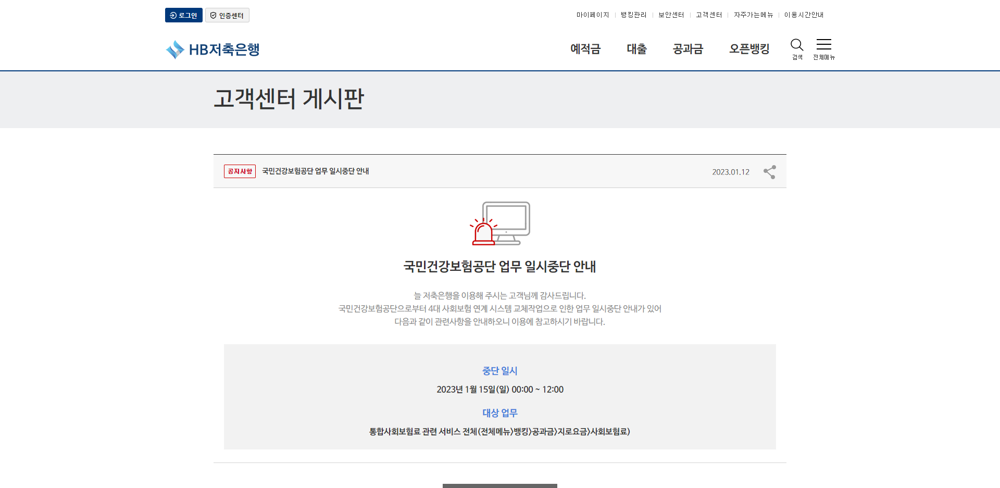 로그인
인증센터
마이페이지
뱅킹관리
보안센터
고객센터
자주가는메뉴
이용시간안내
HB저축은행
예적금
대출
공과금
오픈뱅킹
검색
전체메뉴
고객센터 게시판
공지사항
국민건강보험공단 업무 일시중단 안내
2023.01.12
국민건강보험공단 업무 일시중단 안내
늘 저축은행을 이용해 주시는 고객님께 감사드립니다.
국민건강보험공단으로부터 4대 사회보험 연계 시스템 교체작업으로 인한 업무 일시중단 안내가 있어
다음과 같이 관련사항을 안내하오니 이용에 참고하시기 바랍니다.
중단 일시
2023년 1월 15일(일) 00:00 ~ 12:00
대상 업무
통합사회보험료 관련 서비스 전체(전체메뉴>뱅킹>공과금>지로요금>사회보험료)